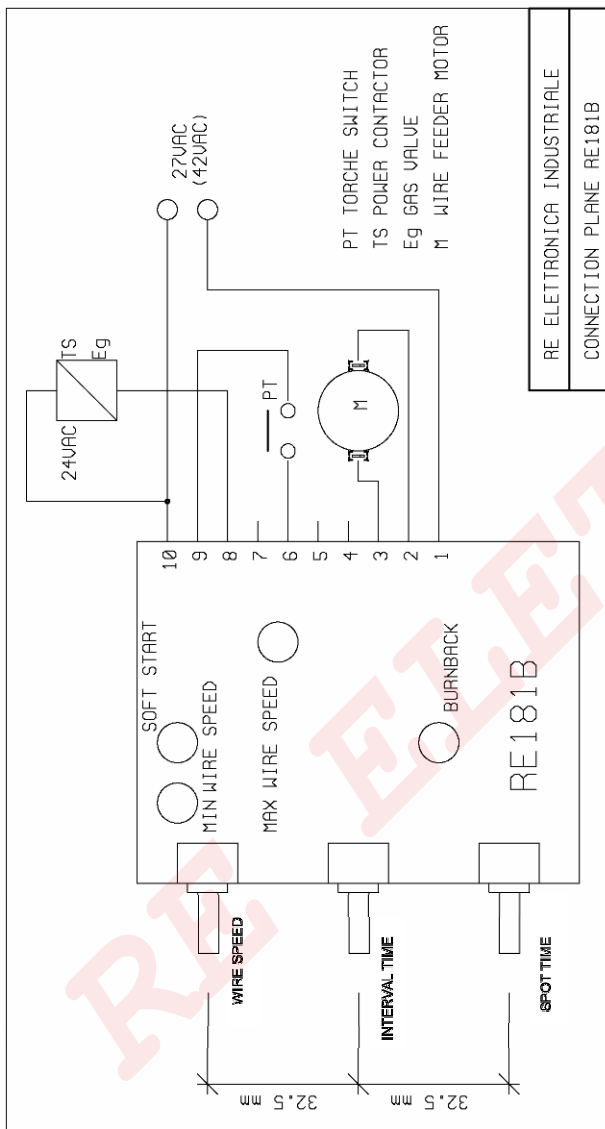 24VAC
TS
Eg
27VAC
(42VAC)
PT
M
PT TORCHE SWITCH
TS POWER CONTACTOR
Eg GAS VALVE
M WIRE FEEDER MOTOR
10
9
8
7
6
5
4
3
2
1
SOFT START
MIN WIRE SPEED
MAX WIRE SPEED
BURNBACK
RE181B
WIRE SPEED
INTERVAL TIME
SPOT TIME
32.5 mm
32.5 mm
RE ELETTRONICA INDUSTRIALE
CONNECTION PLANE RE181B
RE ELET